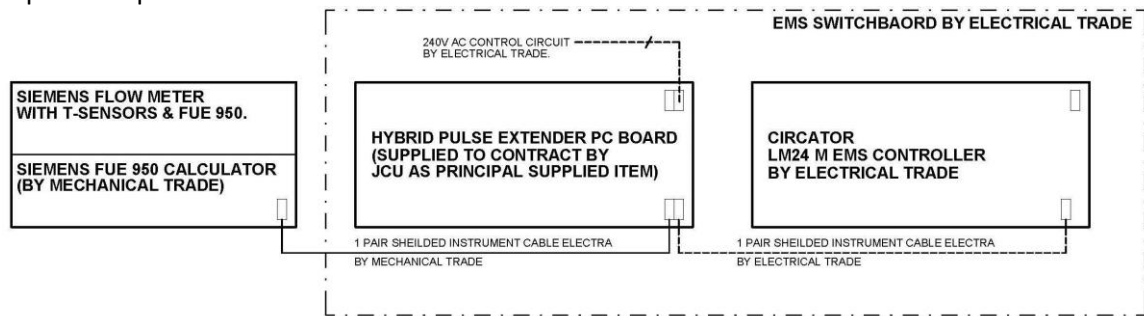 EMS SWITCHBAORD BY ELECTRICAL TRADE
240V AC CONTROL CIRCUIT
BY ELECTRICAL TRADE.
SIEMENS FLOW METER
WITH T-SENSORS & FUE 950.
SIEMENS FUE 950 CALCULATOR
(BY MECHANICAL TRADE)
HYBRID PULSE EXTENDER PC BOARD
(SUPPLIED TO CONTRACT BY
JCU AS PRINCIPAL SUPPLIED ITEM)
CIRCATOR
LM24 M EMS CONTROLLER
BY ELECTRICAL TRADE
1 PAIR SHEILDED INSTRUMENT CABLE ELECTRA
BY MECHANICAL TRADE
1 PAIR SHEILDED INSTRUMENT CABLE ELECTRA
BY ELECTRICAL TRADE